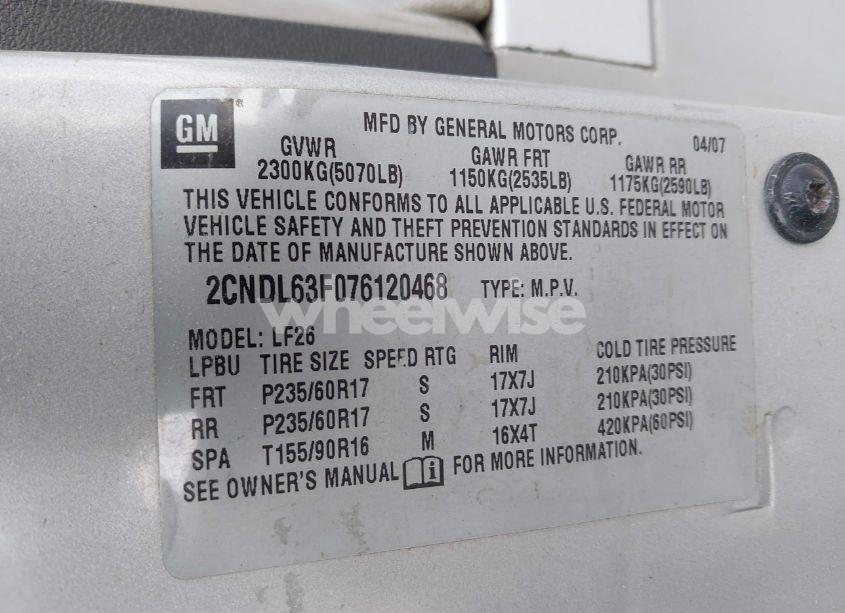 GM
MFD BY GENERAL MOTORS CORP. 04/07
GVWR GAWR FRT GAWR RR
2300KG(5070LB) 1150KG(2535LB) 1175KG(2590LB)
THIS VEHICLE CONFORMS TO ALL APPLICABLE U.S. FEDERAL MOTOR
VEHICLE SAFETY AND THEFT PREVENTION STANDARDS IN EFFECT ON
THE DATE OF MANUFACTURE SHOWN ABOVE.
2CNDL63F076120468 TYPE: M.P.V.
wheelwise
MODEL: LF26
LPBU TIRE SIZE SPEED RTG RIM COLD TIRE PRESSURE
FRT P235/60R17 S 17X7J 210KPA(30PSI)
RR P235/60R17 S 17X7J 210KPA(30PSI)
SPA T155/90R16 M 16X4T 420KPA(60PSI)
SEE OWNER'S MANUAL FOR MORE INFORMATION.